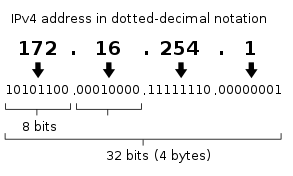 IPv4 address in dotted-decimal notation
172 . 16 . 254 . 1
10101100 .00010000 .11111110 .00000001
8 bits
32 bits (4 bytes)